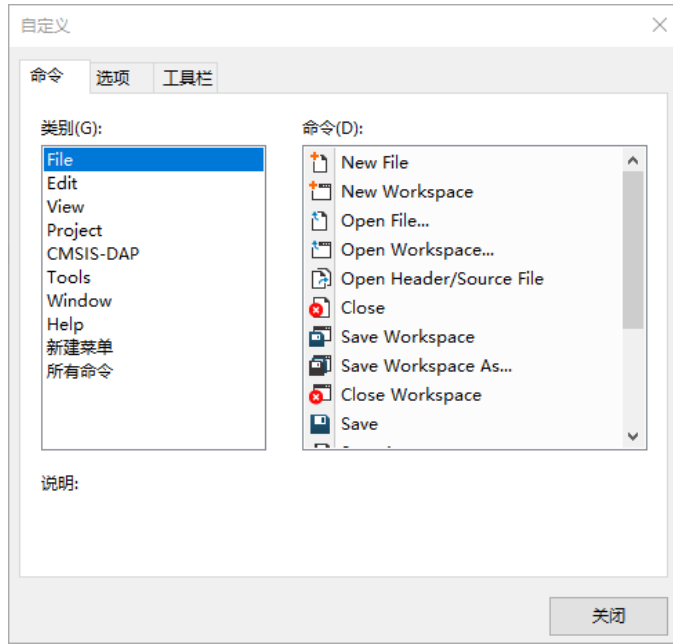 自定义
命令 选项 工具栏
类别(G):
File
Edit
View
Project
CMSIS-DAP
Tools
Window
Help
新建菜单
所有命令
命令(D):
New File
New Workspace
Open File...
Open Workspace...
Open Header/Source File
Close
Save Workspace
Save Workspace As...
Close Workspace
Save
说明:
关闭